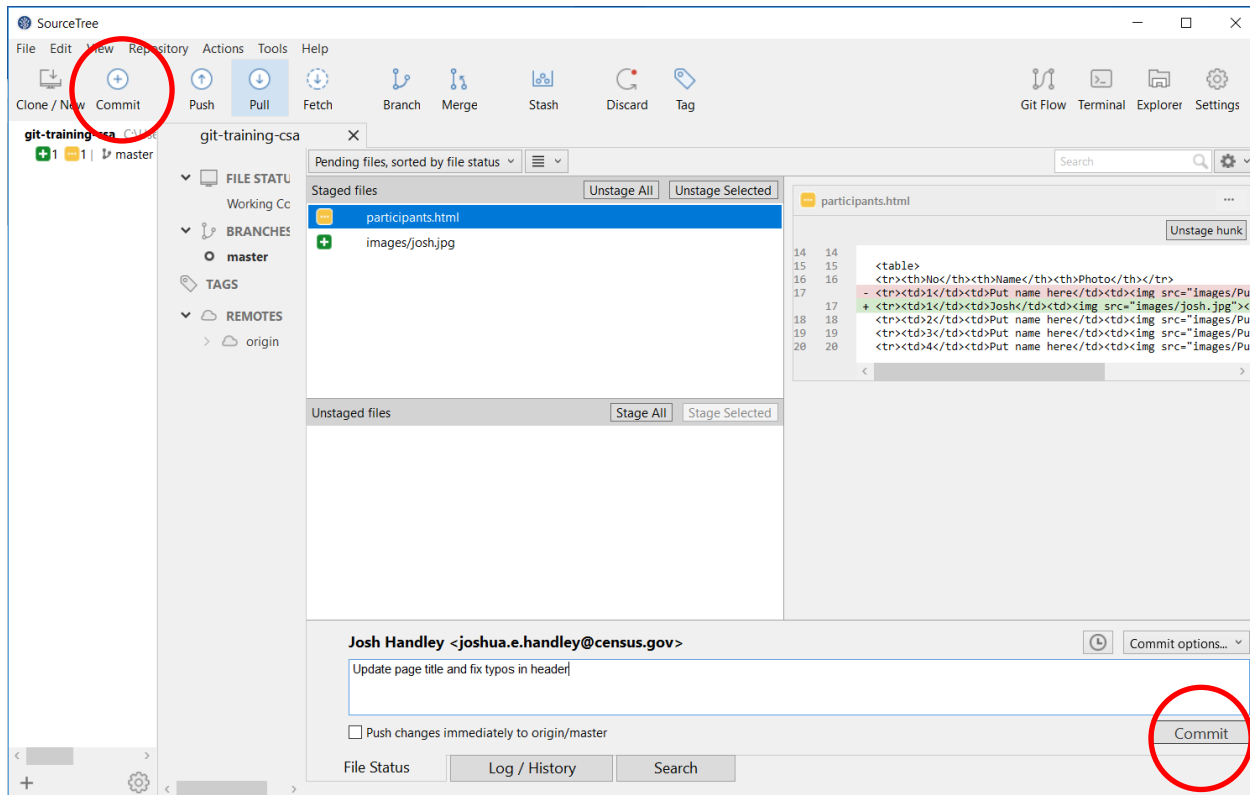 SourceTree
File Edit View Repository Actions Tools Help
Clone / New Commit Push Pull Fetch Branch Merge Stash Discard Tag Git Flow Terminal Explorer Settings
git-training-csa C:\Use
1 1 | master
git-training-csa
FILE STATU
Working Co
BRANCHES
master
TAGS
REMOTES
origin
Pending files, sorted by file status
Search
Staged files Unstage All Unstage Selected
participants.html
images/josh.jpg
participants.html ...
Unstage hunk
14 14
15 15 <table>
16 16 <tr><th>No</th><th>Name</th><th>Photo</th></tr>
17 - <tr><td>1</td><td>Put name here</td><td><img src="images/Pu
17 + <tr><td>1</td><td>Josh</td><td><img src="images/josh.jpg"><
18 18 <tr><td>2</td><td>Put name here</td><td><img src="images/Pu
19 19 <tr><td>3</td><td>Put name here</td><td><img src="images/Pu
20 20 <tr><td>4</td><td>Put name here</td><td><img src="images/Pu
Unstaged files Stage All Stage Selected
Josh Handley <joshua.e.handley@census.gov>
Commit options...
Update page title and fix typos in header
Push changes immediately to origin/master
Commit
File Status Log / History Search